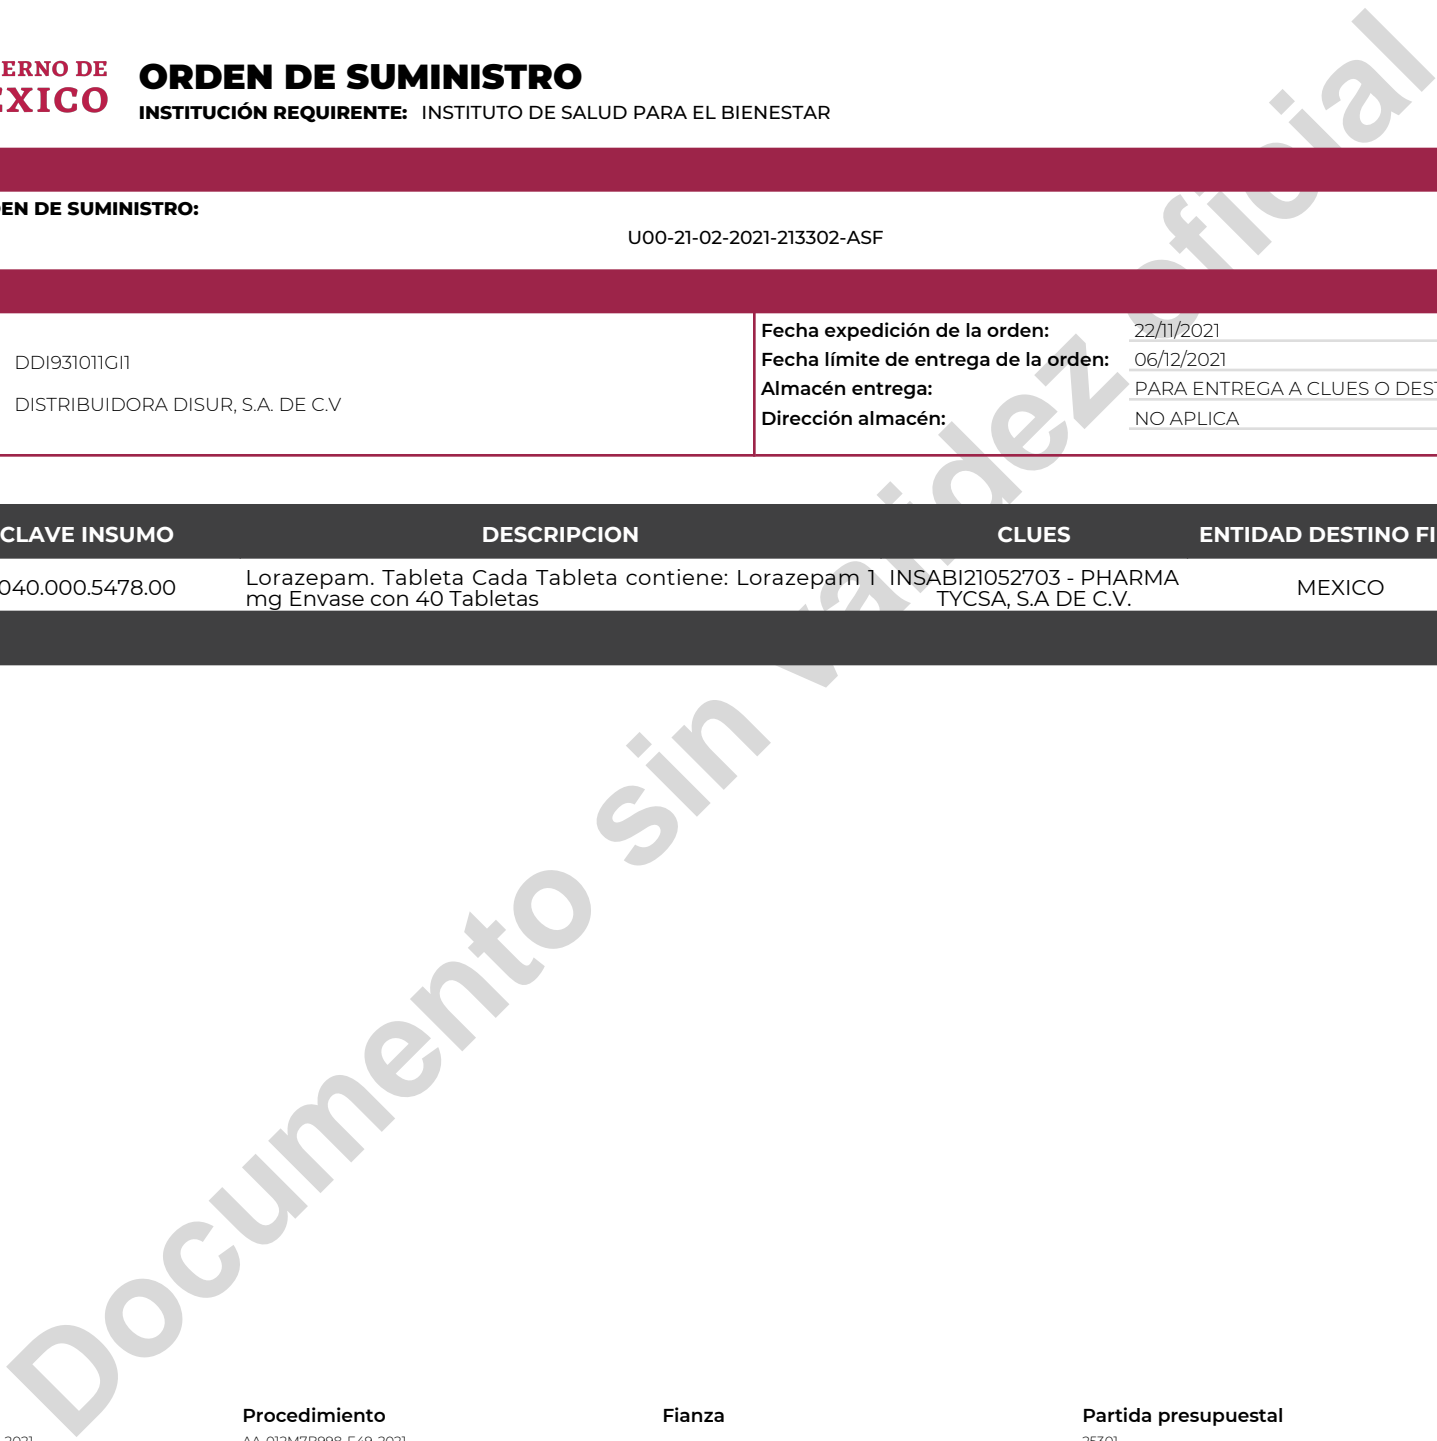 ERNO DE
ORDEN DE SUMINISTRO
XICO
INSTITUCIÓN REQUIRENTE: INSTITUTO DE SALUD PARA EL BIENESTAR
EN DE SUMINISTRO:
U00-21-02-2021-213302-ASF
Fecha expedición de la orden: 22/11/2021
DDI931011GI1
Fecha límite de entrega de la orden: 06/12/2021
Almacén entrega: PARA ENTREGA A CLUES O DEST
DISTRIBUIDORA DISUR, S.A. DE C.V
Dirección almacén: NO APLICA
CLAVE INSUMO DESCRIPCION CLUES ENTIDAD DESTINO FI
040.000.5478.00
Lorazepam. Tableta Cada Tableta contiene: Lorazepam 1
mg Envase con 40 Tabletas
INSABI21052703 - PHARMA
TYCSA, S.A DE C.V.
MEXICO
Documento sin validez oficial
Procedimiento Fianza Partida presupuestal